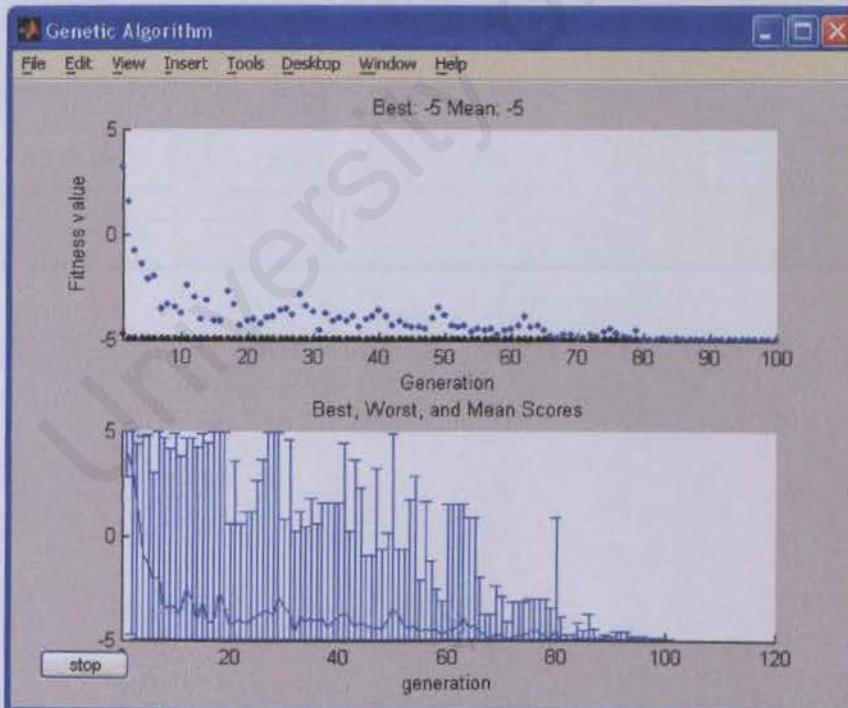 Genetic Algorithm
File Edit View Insert Tools Desktop Window Help
Best: -5 Mean: -5
5
0
-5
Fitness value
10 20 30 40 50 60 70 80 90 100
Generation
Best, Worst, and Mean Scores
5
0
-5
0 20 40 60 80 100 120
generation
stop
University